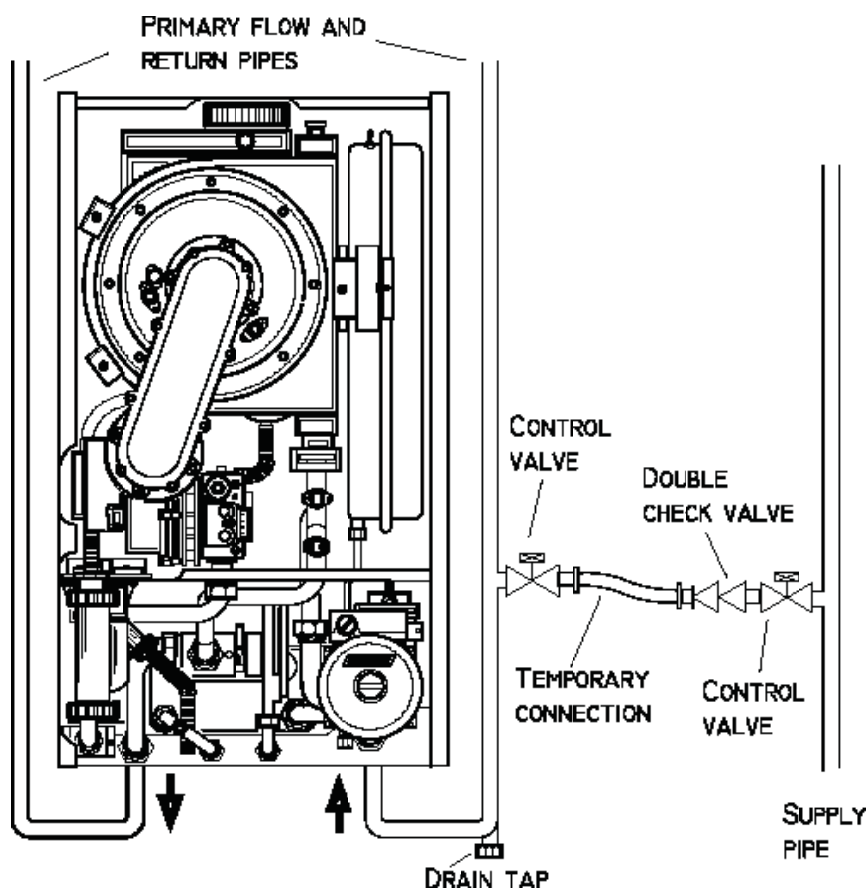 PRIMARY FLOW AND
RETURN PIPES
CONTROL
VALVE
DOUBLE
CHECK VALVE
TEMPORARY
CONNECTION
CONTROL
VALVE
SUPPLY
PIPE
DRAIN TAP